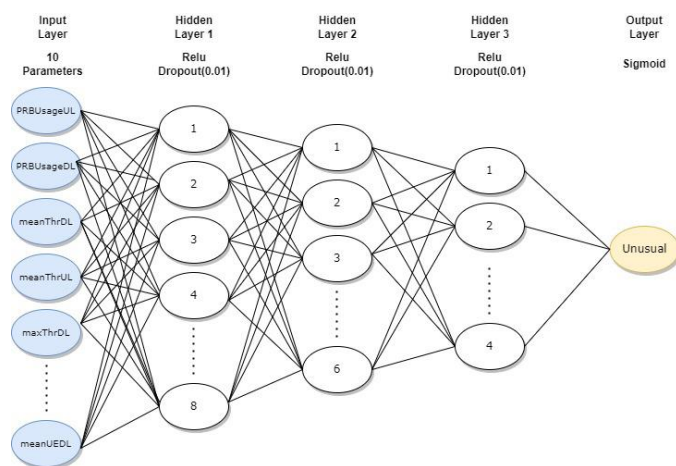 Input
Layer
Hidden
Layer 1
Hidden
Layer 2
Hidden
Layer 3
Output
Layer
10
Parameters
Relu
Dropout(0.01)
Relu
Dropout(0.01)
Relu
Dropout(0.01)
Sigmoid
PRBUsageUL
PRBUsageDL
meanThrDL
meanThrUL
maxThrDL
meanUEDL
1
2
3
4
8
1
2
3
6
1
2
4
Unusual